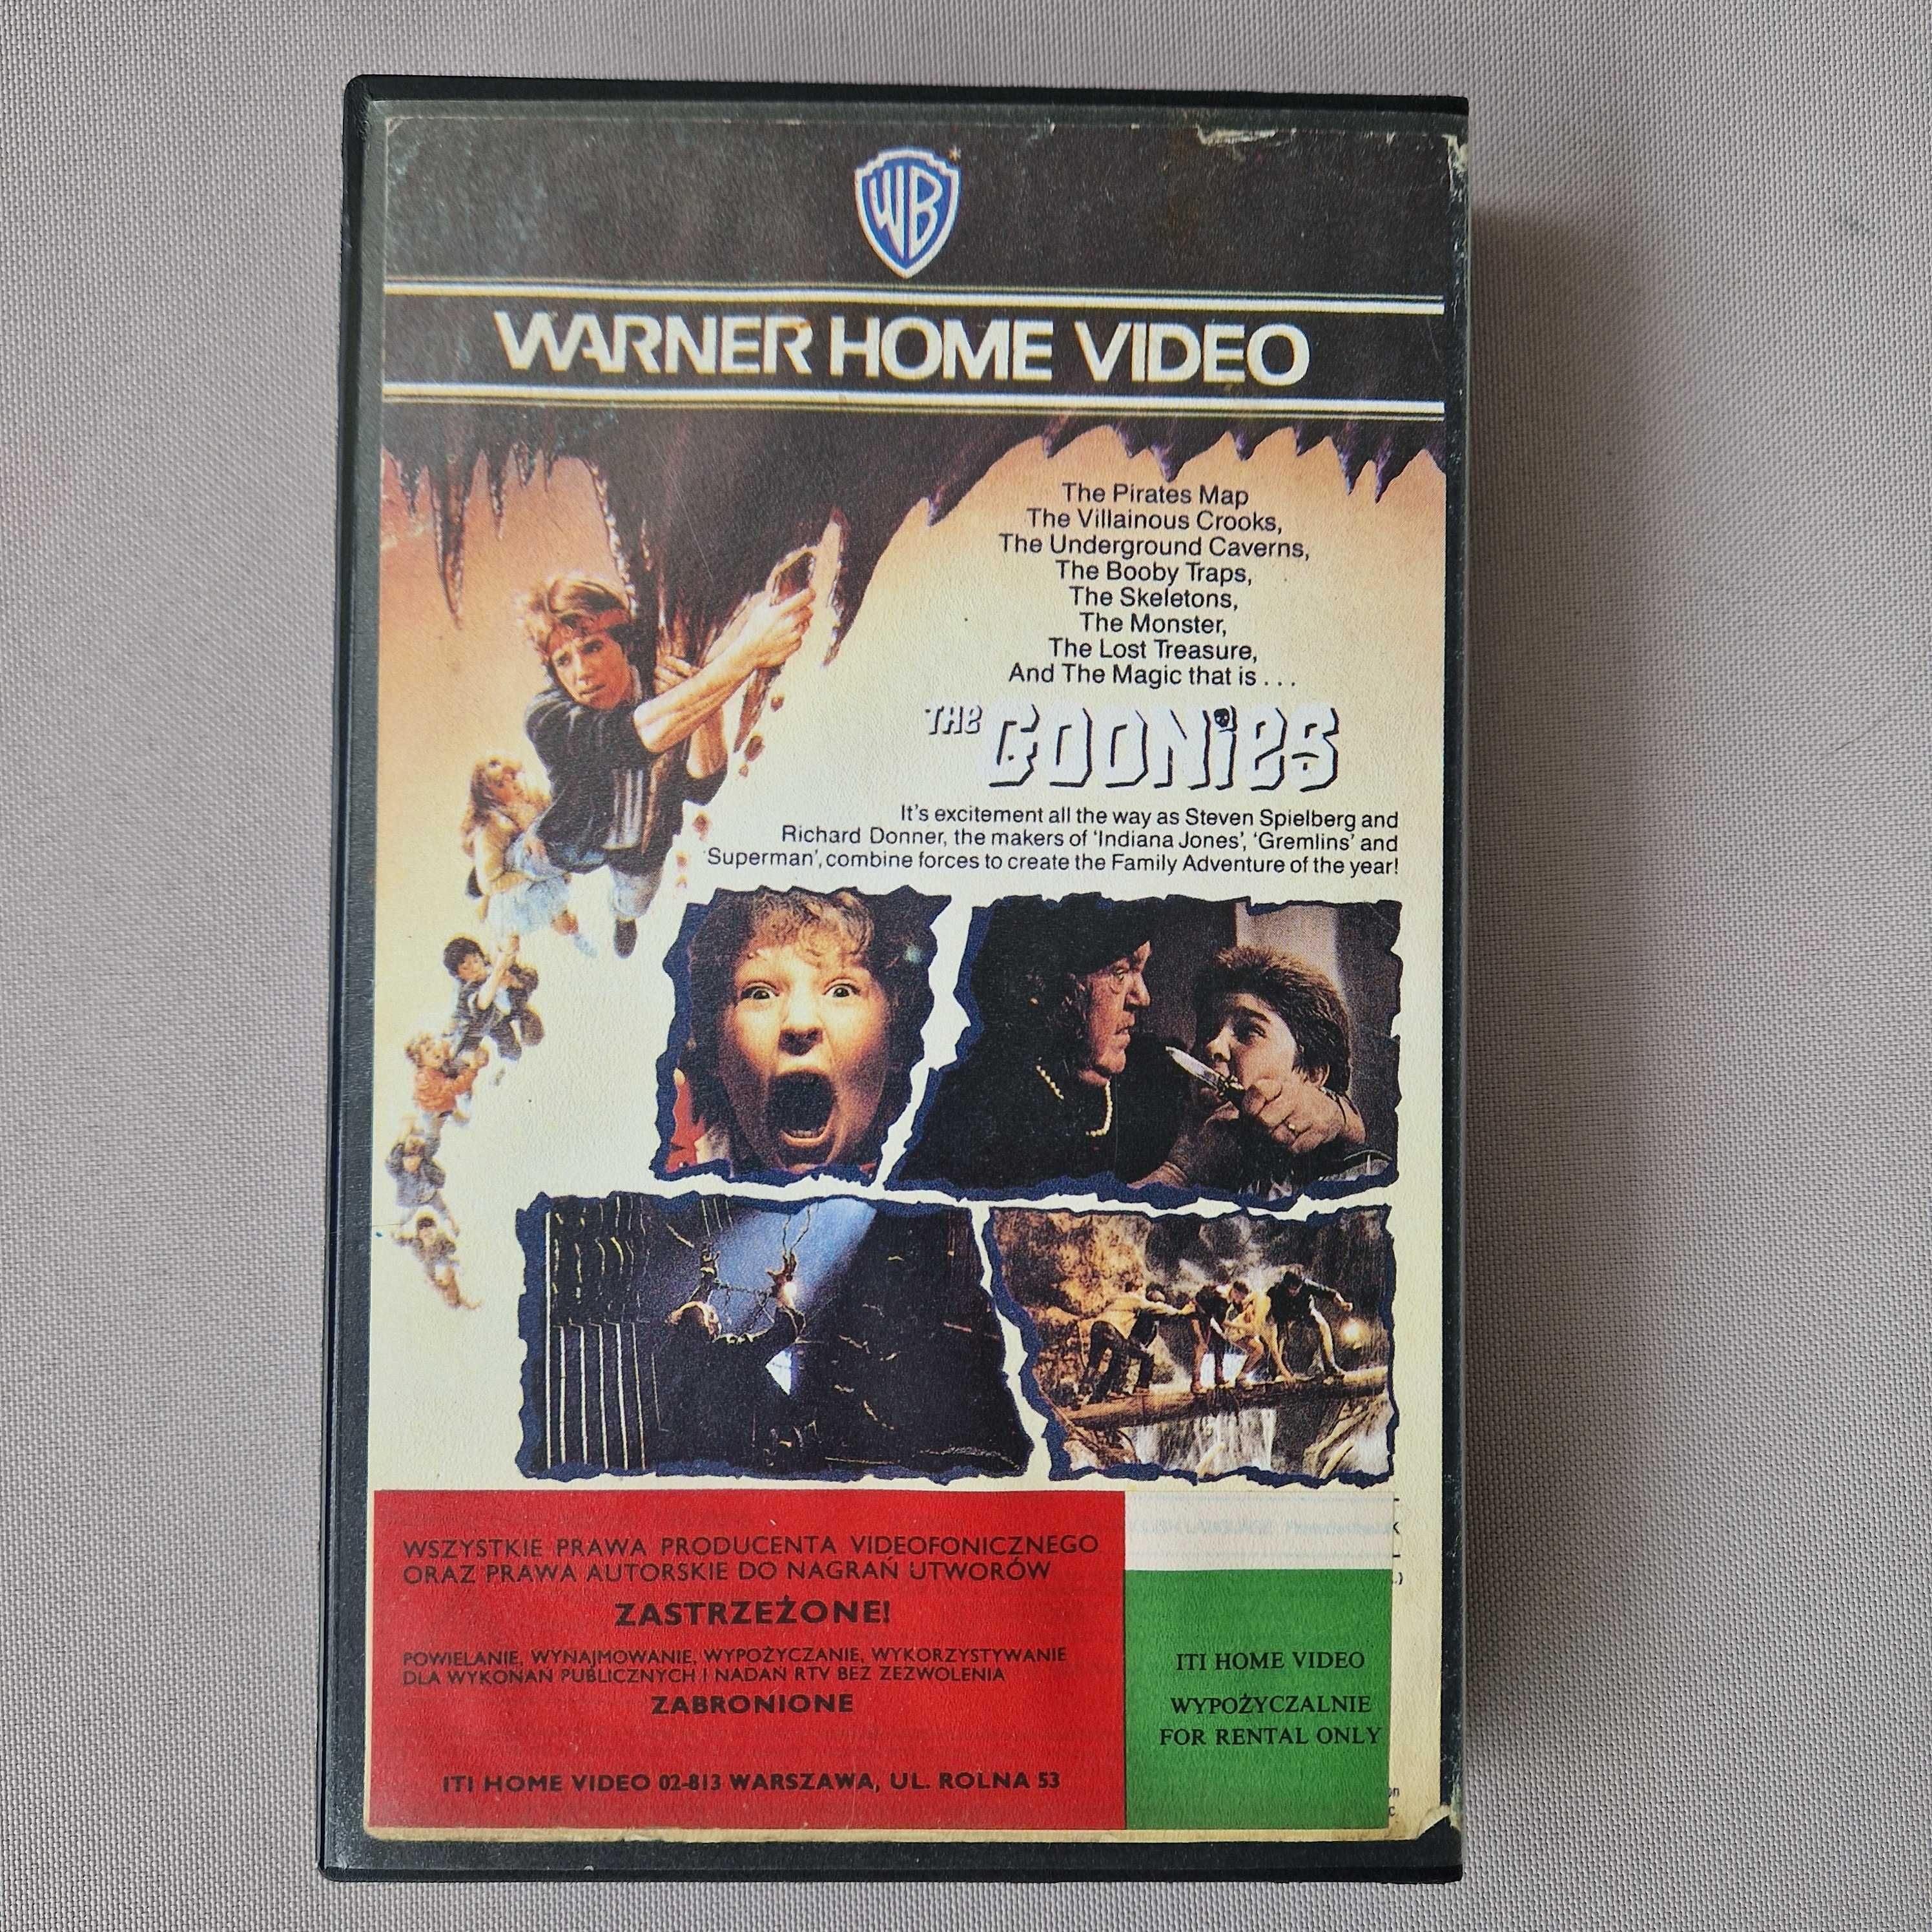 WB
WARNER HOME VIDEO
The Pirates Map
The Villainous Crooks,
The Underground Caverns,
The Booby Traps,
The Skeletons,
The Monster,
The Lost Treasure,
And The Magic that is . . .
THE GOONiES
It's excitement all the way as Steven Spielberg and
Richard Donner, the makers of 'Indiana Jones', 'Gremlins' and
'Superman', combine forces to create the Family Adventure of the year!
WSZYSTKIE PRAWA PRODUCENTA VIDEOFONICZNEGO
ORAZ PRAWA AUTORSKIE DO NAGRAŃ UTWORÓW
ZASTRZEŻONE!
POWIELANIE, WYNAJMOWANIE, WYPOŻYCZANIE, WYKORZYSTYWANIE
DLA WYKONAŃ PUBLICZNYCH I NADAŃ RTV BEZ ZEZWOLENIA
ZABRONIONE
ITI HOME VIDEO 02-813 WARSZAWA, UL. ROLNA 53
ITI HOME VIDEO
WYPOŻYCZALNIE
FOR RENTAL ONLY